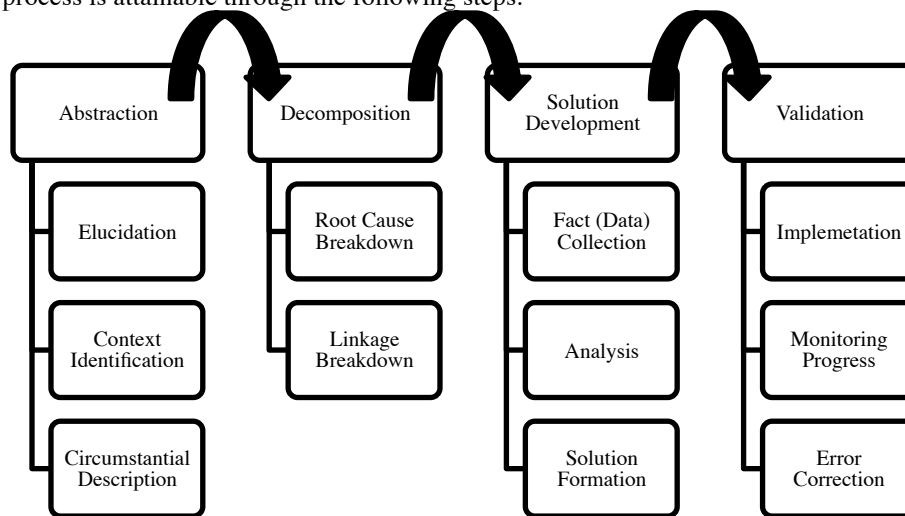 process is attainable through the following steps:
Abstraction
Elucidation
Context
Identification
Circumstantial
Description
Decomposition
Root Cause
Breakdown
Linkage
Breakdown
Solution
Development
Fact (Data)
Collection
Analysis
Solution
Formation
Validation
Implemetation
Monitoring
Progress
Error
Correction